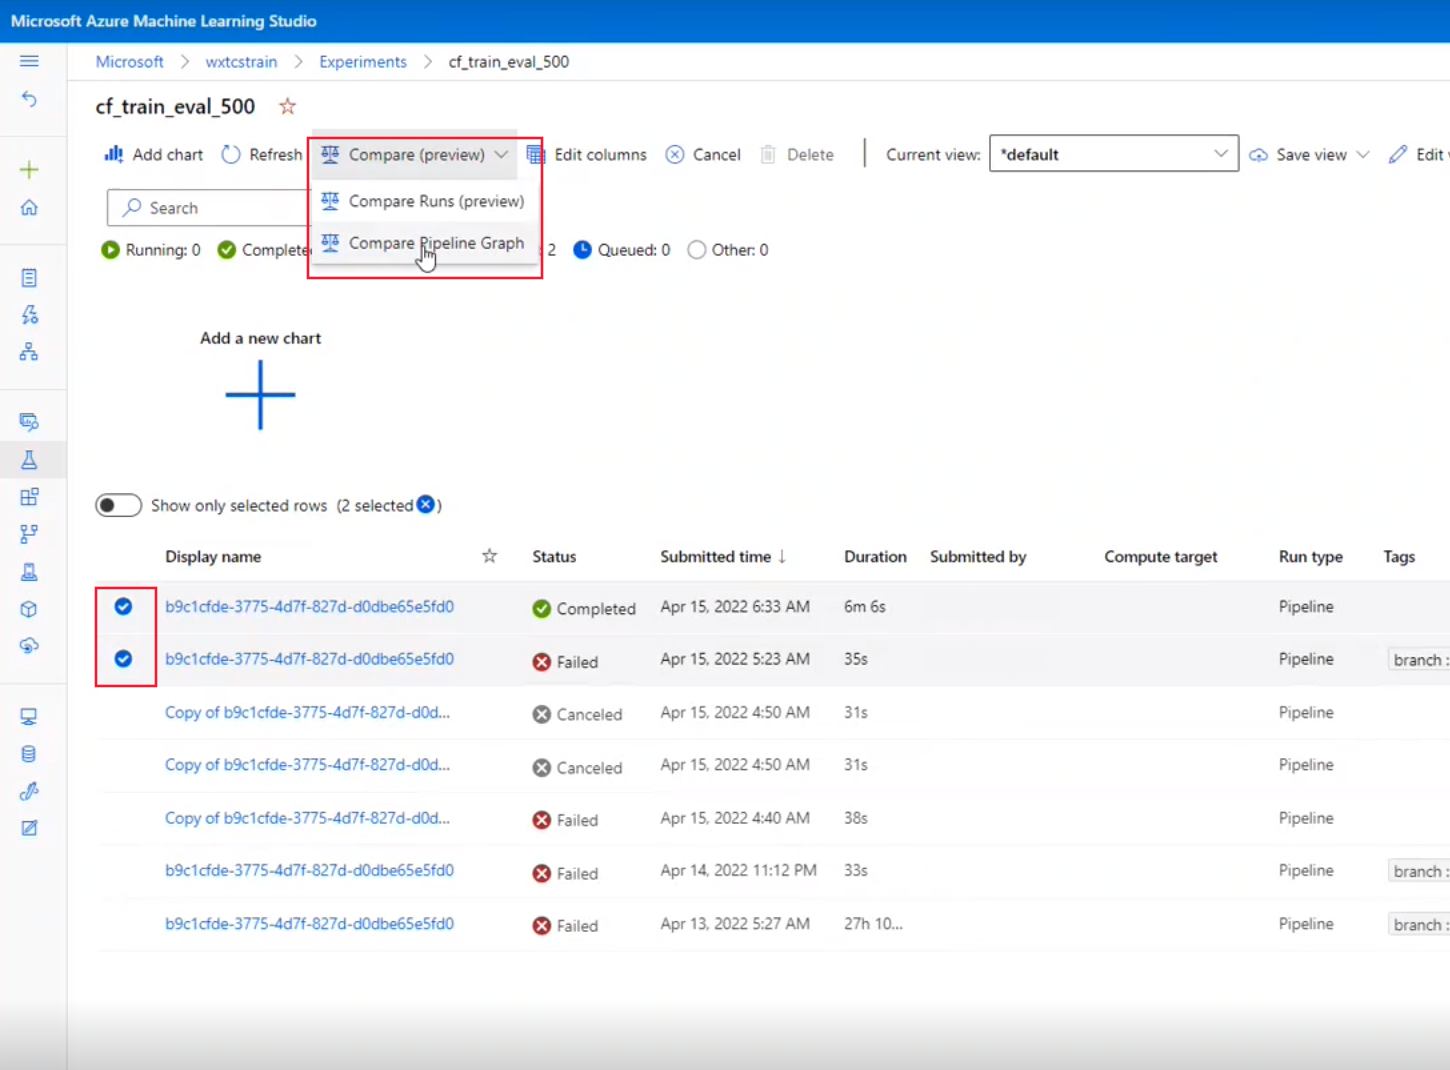 Microsoft Azure Machine Learning Studio
Microsoft > wxtcstrain > Experiments > cf_train_eval_500
cf_train_eval_500
Add chart Refresh Compare (preview) Edit columns Cancel Delete Current view: *default Save view Edit
Compare Runs (preview)
Search
Compare Pipeline Graph
Running: 0 Complete 2 Queued: 0 Other: 0
Add a new chart
Show only selected rows (2 selected )
Display name Status Submitted time ↓ Duration Submitted by Compute target Run type Tags
b9c1cfde-3775-4d7f-827d-d0dbe65e5fd0 Completed Apr 15, 2022 6:33 AM 6m 6s Pipeline
b9c1cfde-3775-4d7f-827d-d0dbe65e5fd0 Failed Apr 15, 2022 5:23 AM 35s Pipeline branch :
Copy of b9c1cfde-3775-4d7f-827d-d0d... Canceled Apr 15, 2022 4:50 AM 31s Pipeline
Copy of b9c1cfde-3775-4d7f-827d-d0d... Canceled Apr 15, 2022 4:50 AM 31s Pipeline
Copy of b9c1cfde-3775-4d7f-827d-d0d... Failed Apr 15, 2022 4:40 AM 38s Pipeline
b9c1cfde-3775-4d7f-827d-d0dbe65e5fd0 Failed Apr 14, 2022 11:12 PM 33s Pipeline branch :
b9c1cfde-3775-4d7f-827d-d0dbe65e5fd0 Failed Apr 13, 2022 5:27 AM 27h 10... Pipeline branch :